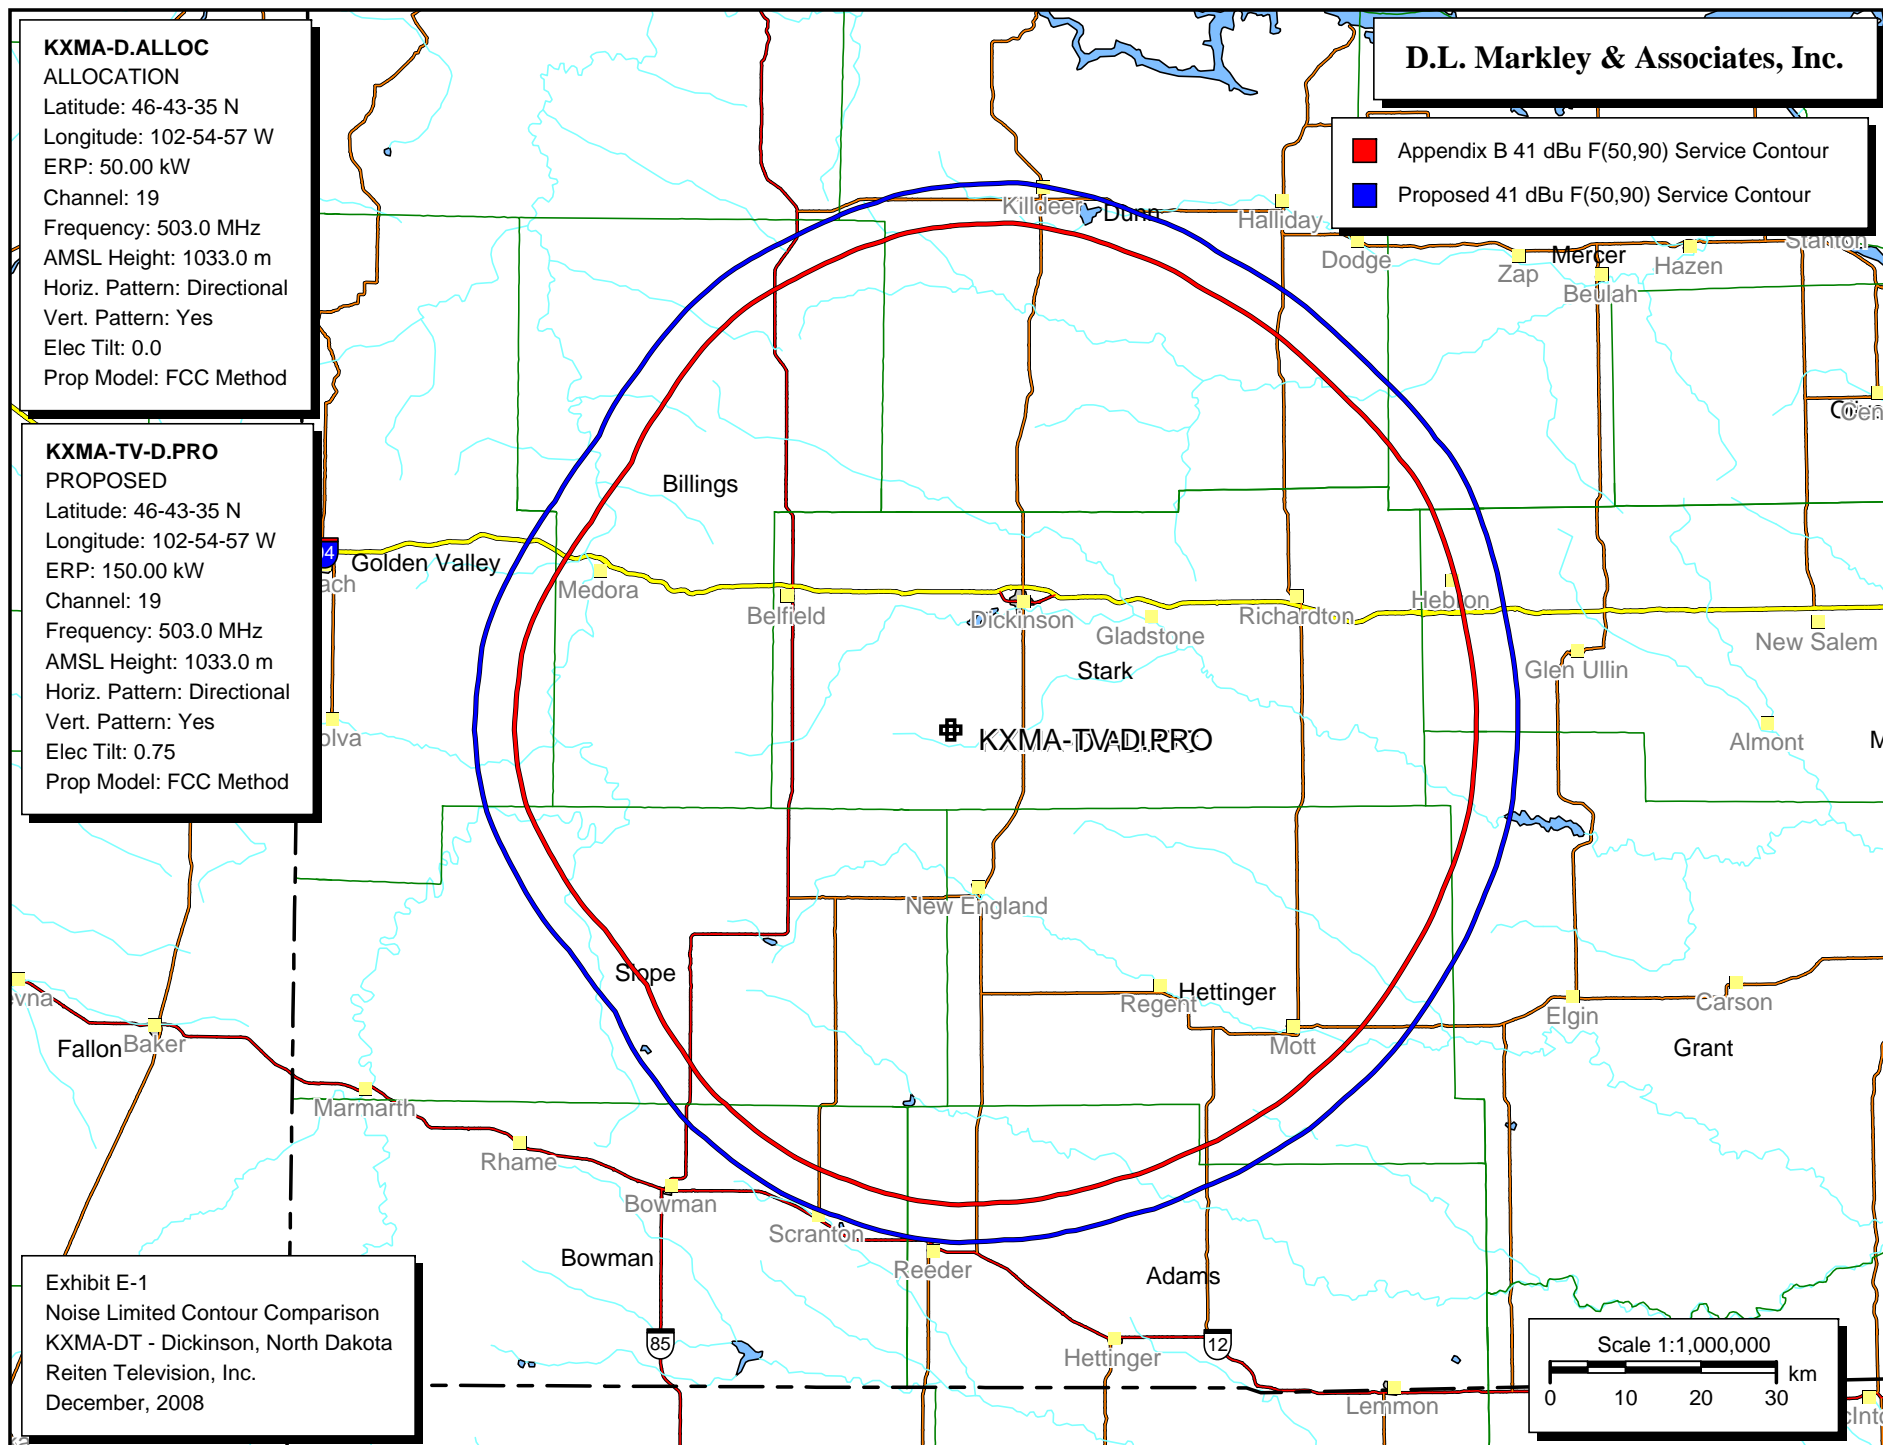 KXMA-D.ALLOC
ALLOCATION
Latitude: 46-43-35 N
Longitude: 102-54-57 W
ERP: 50.00 kW
Channel: 19
Frequency: 503.0 MHz
AMSL Height: 1033.0 m
Horiz. Pattern: Directional
Vert. Pattern: Yes
Elec Tilt: 0.0
Prop Model: FCC Method
KXMA-TV-D.PRO
PROPOSED
Latitude: 46-43-35 N
Longitude: 102-54-57 W
ERP: 150.00 kW
Channel: 19
Frequency: 503.0 MHz
AMSL Height: 1033.0 m
Horiz. Pattern: Directional
Vert. Pattern: Yes
Elec Tilt: 0.75
Prop Model: FCC Method
D.L. Markley & Associates, Inc.
Appendix B 41 dBu F(50,90) Service Contour
Proposed 41 dBu F(50,90) Service Contour
Killdeer
Dunn
Halliday
Dodge
Zap
Mercer
Hazen
Stanton
Beulah
Billings
Golden Valley
Medora
Belfield
Dickinson
Gladstone
Richardton
Hebron
New Salem
Glen Ullin
Stark
Almont
KXMA-TV-D.PRO
New England
Slope
Regent
Hettinger
Mott
Elgin
Carson
Grant
Fallon
Baker
Marmarth
Rhame
Bowman
Scranton
Bowman
Reeder
Adams
85
12
Hettinger
Lemmon
Exhibit E-1
Noise Limited Contour Comparison
KXMA-DT - Dickinson, North Dakota
Reiten Television, Inc.
December, 2008
Scale 1:1,000,000
km
0 10 20 30